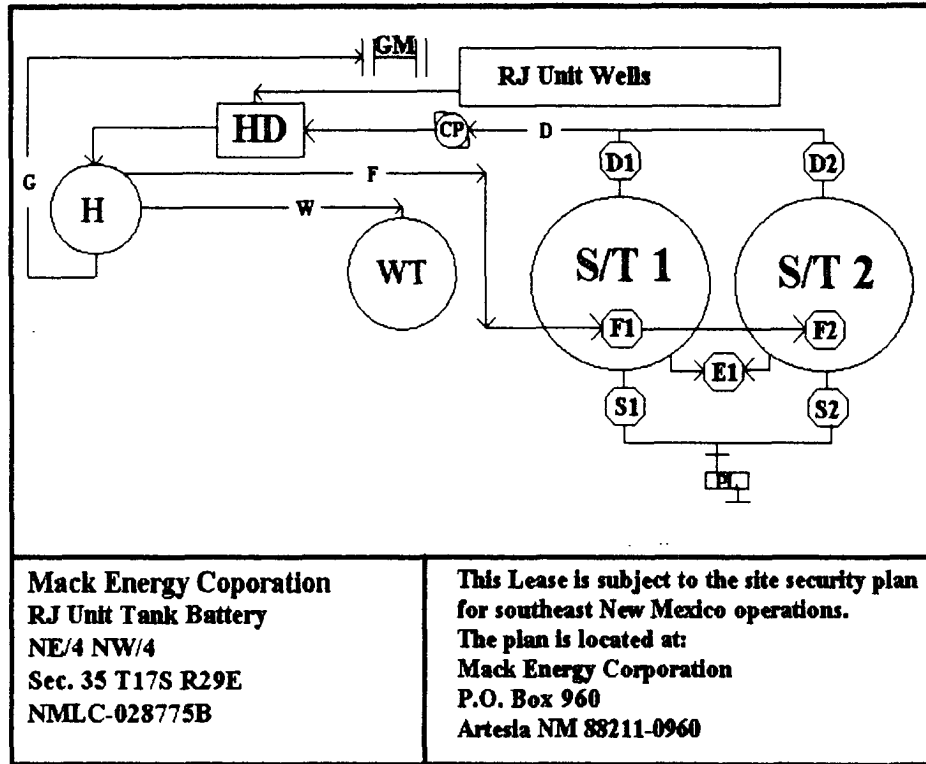 GM
RJ Unit Wells
HD
CP
D
D1
D2
G
F
H
W
WT
S/T 1
S/T 2
F1
F2
E1
S1
S2
PL
Mack Energy Coporation
RJ Unit Tank Battery
NE/4 NW/4
Sec. 35 T17S R29E
NMLC-028775B
This Lease is subject to the site security plan
for southeast New Mexico operations.
The plan is located at:
Mack Energy Corporation
P.O. Box 960
Artesia NM 88211-0960